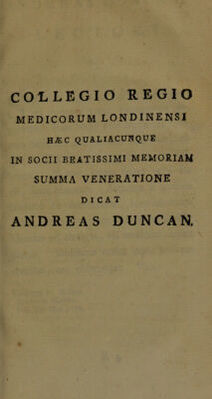 COLLEGIO REGIO
MEDICORUM LONDINENSI
HÆC QUALIACUNQUE
IN SOCII BEATISSIMI MEMORIAM
SUMMA VENERATIONE
DICAT
ANDREAS DUNCAN.